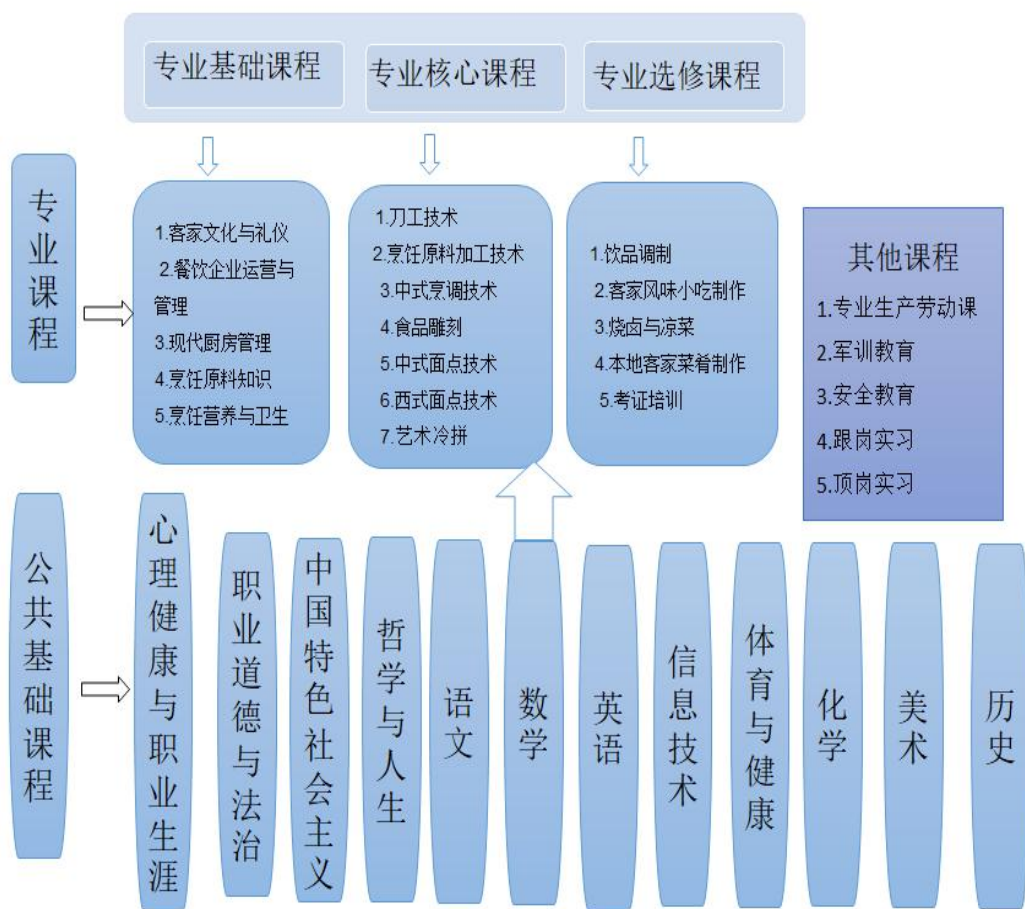 专业基础课程
专业核心课程
专业选修课程
专业课程
1.客家文化与礼仪
2.餐饮企业运营与
管理
3.现代厨房管理
4.烹饪原料知识
5.烹饪营养与卫生
1.刀工技术
2.烹饪原料加工技术
3.中式烹调技术
4.食品雕刻
5.中式面点技术
6.西式面点技术
7.艺术冷拼
1.饮品调制
2.客家风味小吃制作
3.烧卤与凉菜
4.本地客家菜肴制作
5.考证培训
其他课程
1.专业生产劳动课
2.军训教育
3.安全教育
4.跟岗实习
5.顶岗实习
公共基础课程
心理健康与职业生涯
职业道德与法治
中国特色社会主义
哲学与人生
语文
数学
英语
信息技术
体育与健康
化学
美术
历史